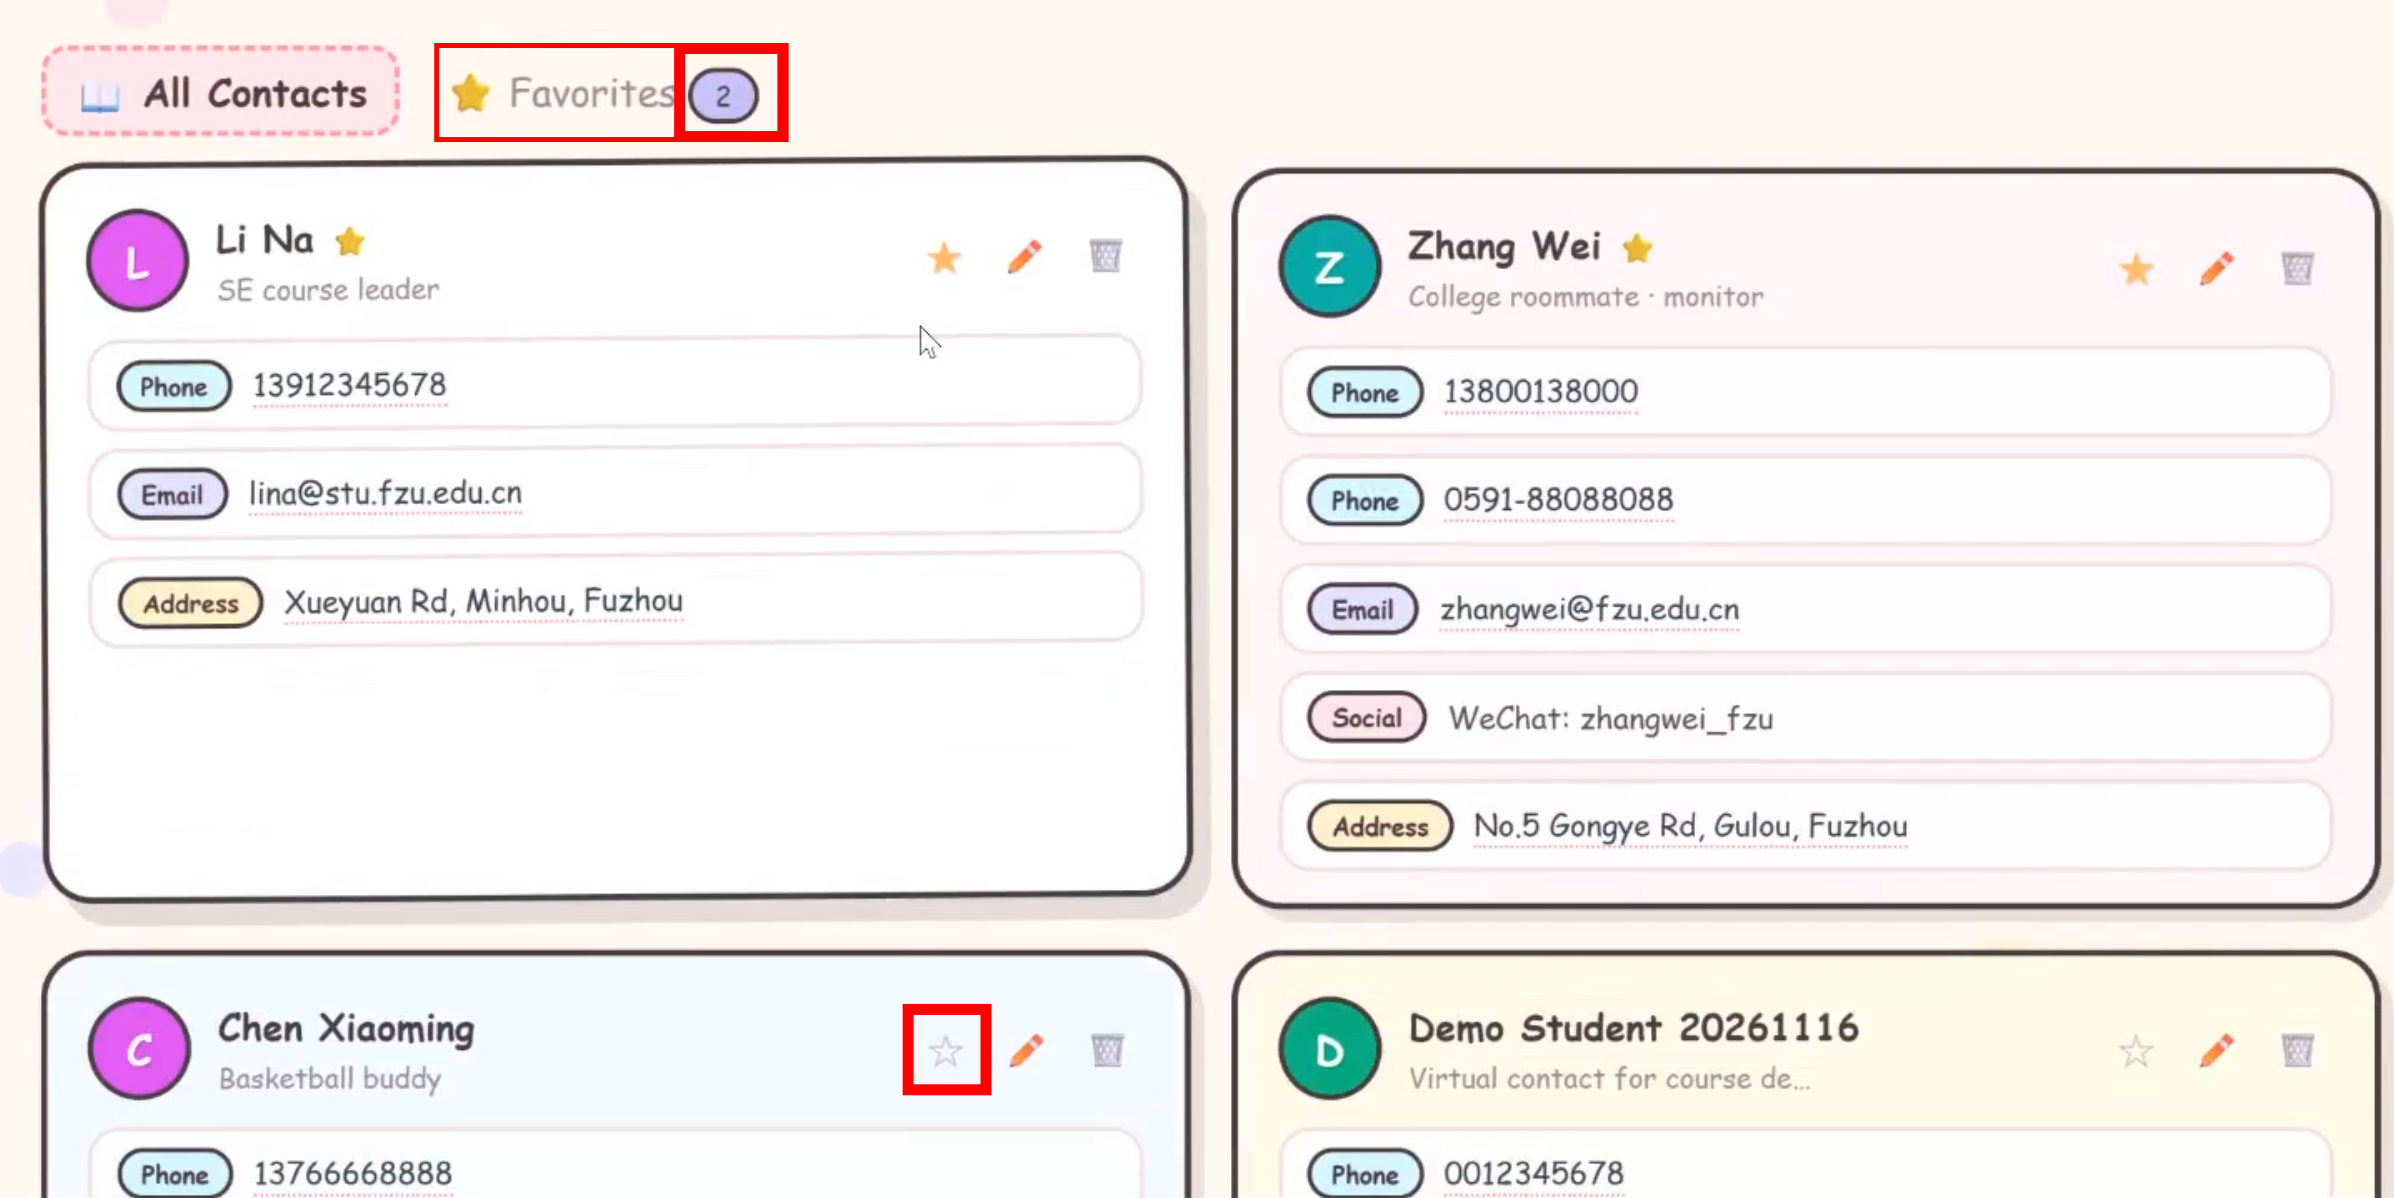 All Contacts
Favorites 2
Li Na
SE course leader
Phone 13912345678
Email lina@stu.fzu.edu.cn
Address Xueyuan Rd, Minhou, Fuzhou
Zhang Wei
College roommate · monitor
Phone 13800138000
Phone 0591-88088088
Email zhangwei@fzu.edu.cn
Social WeChat: zhangwei_fzu
Address No.5 Gongye Rd, Gulou, Fuzhou
Chen Xiaoming
Basketball buddy
Phone 13766668888
Demo Student 20261116
Virtual contact for course de...
Phone 0012345678
L
Z
C
D